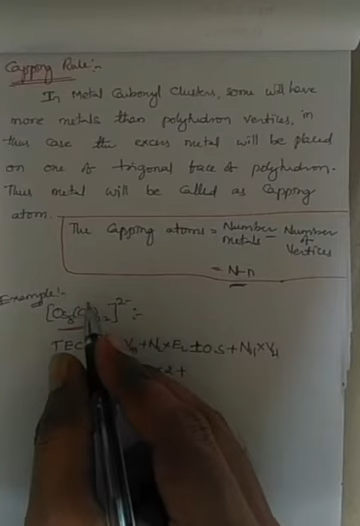 Capping Rule:-
In Metal Carbonyl Clusters, some will have
more metals than polyhedron vertices, in
this case the excess metal will be placed
on one of trigonal face of polyhedron.
Thus metal will be called as Capping
atom.
The Capping atoms = Number of metals - Number of Vertices
= N-n
Example:-
]2- :-
TEC + ±0.S +